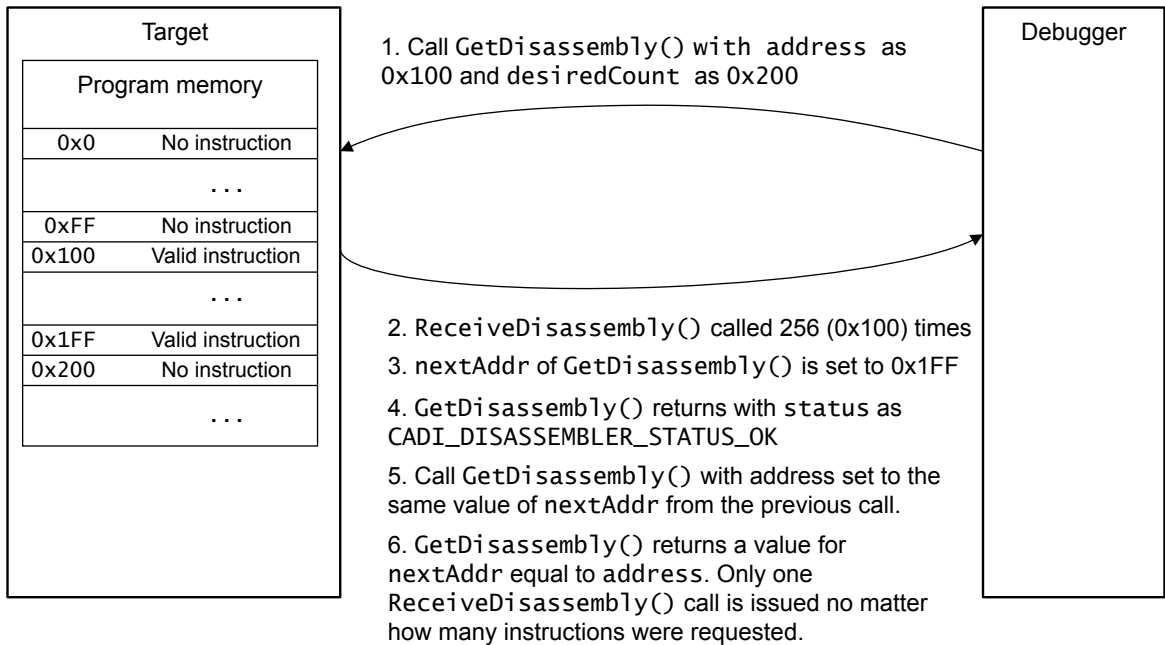 Target
Program memory
0x0 No instruction
...
0xFF No instruction
0x100 Valid instruction
...
0x1FF Valid instruction
0x200 No instruction
...
1. Call GetDisassembly() with address as
0x100 and desiredCount as 0x200
2. ReceiveDisassembly() called 256 (0x100) times
3. nextAddr of GetDisassembly() is set to 0x1FF
4. GetDisassembly() returns with status as
CADI_DISASSEMBLER_STATUS_OK
5. Call GetDisassembly() with address set to the
same value of nextAddr from the previous call.
6. GetDisassembly() returns a value for
nextAddr equal to address. Only one
ReceiveDisassembly() call is issued no matter
how many instructions were requested.
Debugger